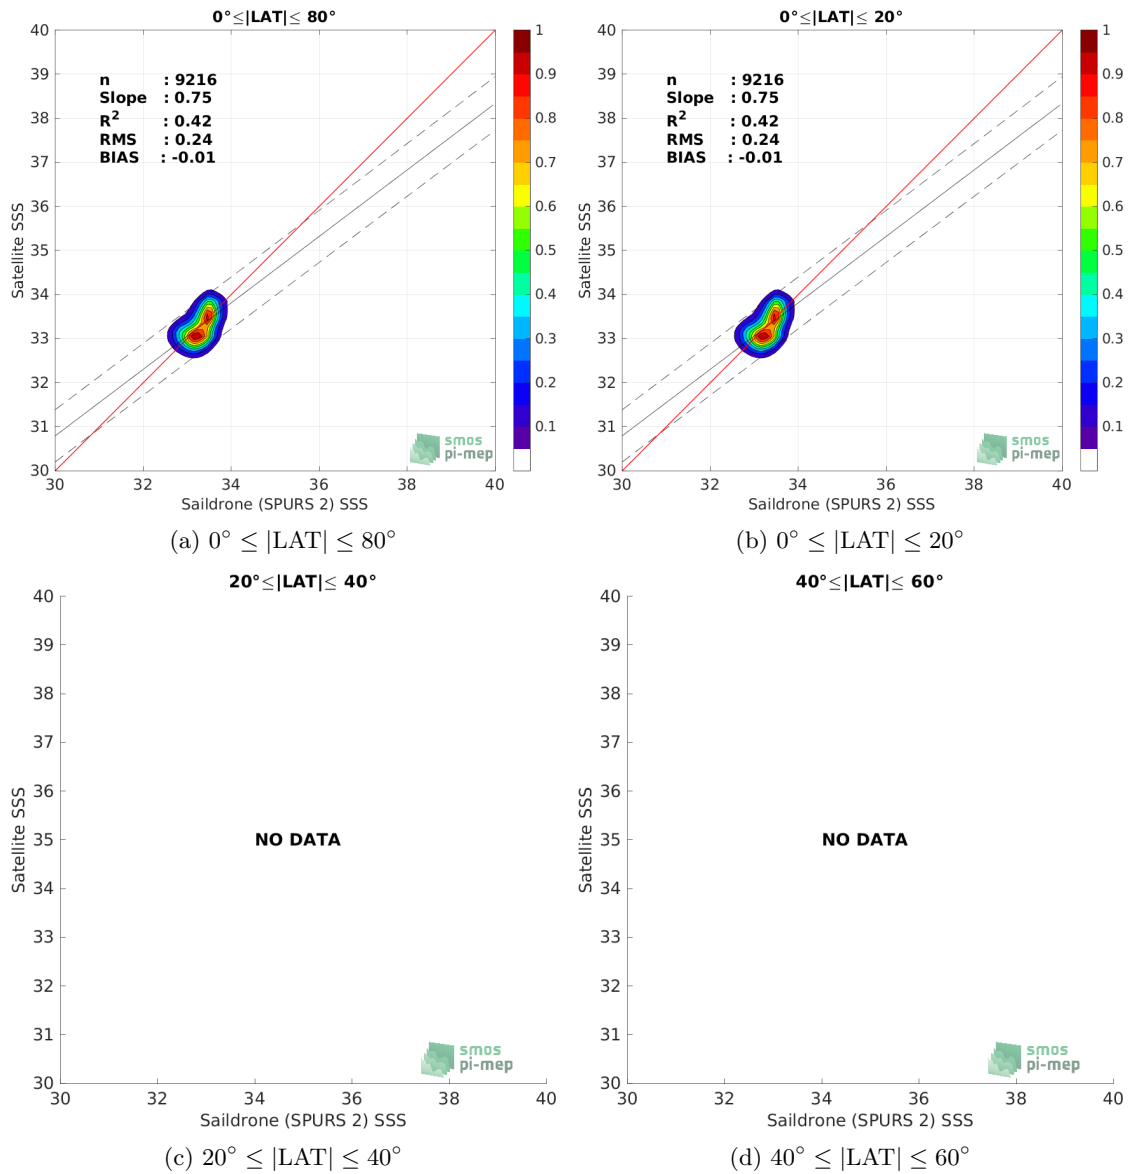 0°≤|LAT|≤ 80°
40
39
38
37
36
35
34
33
32
31
30
Satellite SSS
n : 9216
Slope : 0.75
R² : 0.42
RMS : 0.24
BIAS : -0.01
1
0.9
0.8
0.7
0.6
0.5
0.4
0.3
0.2
0.1
smos
pi-mep
30 32 34 36 38 40
Saildrone (SPURS 2) SSS
(a) 0° ≤ |LAT| ≤ 80°
0°≤|LAT|≤ 20°
40
39
38
37
36
35
34
33
32
31
30
Satellite SSS
n : 9216
Slope : 0.75
R² : 0.42
RMS : 0.24
BIAS : -0.01
1
0.9
0.8
0.7
0.6
0.5
0.4
0.3
0.2
0.1
smos
pi-mep
30 32 34 36 38 40
Saildrone (SPURS 2) SSS
(b) 0° ≤ |LAT| ≤ 20°
20°≤|LAT|≤ 40°
40
39
38
37
36
35
34
33
32
31
30
Satellite SSS
NO DATA
smos
pi-mep
30 32 34 36 38 40
Saildrone (SPURS 2) SSS
(c) 20° ≤ |LAT| ≤ 40°
40°≤|LAT|≤ 60°
40
39
38
37
36
35
34
33
32
31
30
Satellite SSS
NO DATA
smos
pi-mep
30 32 34 36 38 40
Saildrone (SPURS 2) SSS
(d) 40° ≤ |LAT| ≤ 60°